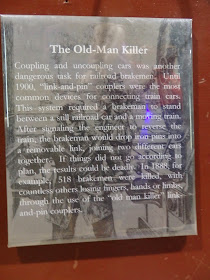 The Old-Man Killer
Coupling and uncoupling cars was another
dangerous task for railroad brakemen. Until
1900, "link-and-pin" couplers were the most
common devices for connecting train cars.
This system required a brakeman to stand
between a still railroad car and a moving train.
After signaling the engineer to reverse the
train, the brakeman would drop iron pins into
a removable link, joining two different cars
together. If things did not go according to
plan, the results could be deadly. In 1888, for
example, 518 brakemen were killed, with
countless others losing fingers, hands or limbs,
through the use of the "old man killer" link-
and-pin couplers.